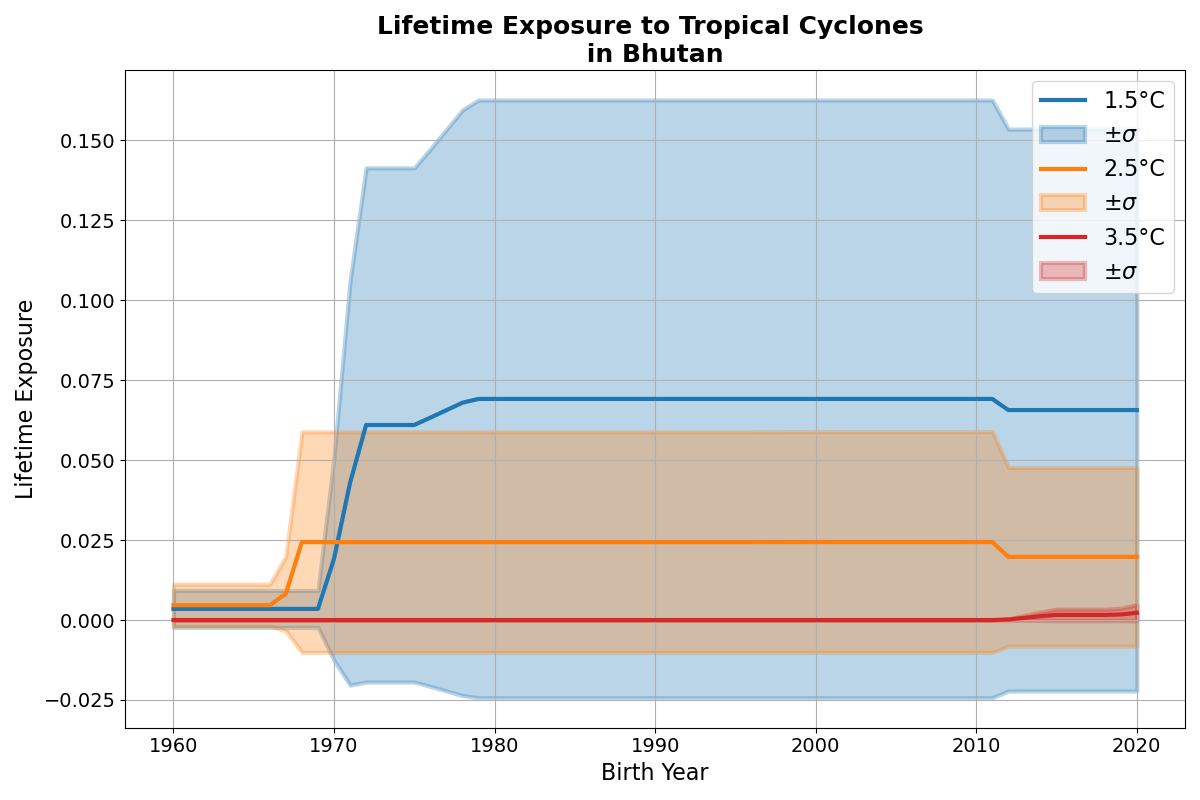 Lifetime Exposure to Tropical Cyclones
in Bhutan
1.5°C
±σ
2.5°C
±σ
3.5°C
±σ
Lifetime Exposure
0.150
0.125
0.100
0.075
0.050
0.025
0.000
−0.025
1960
1970
1980
1990
2000
2010
2020
Birth Year